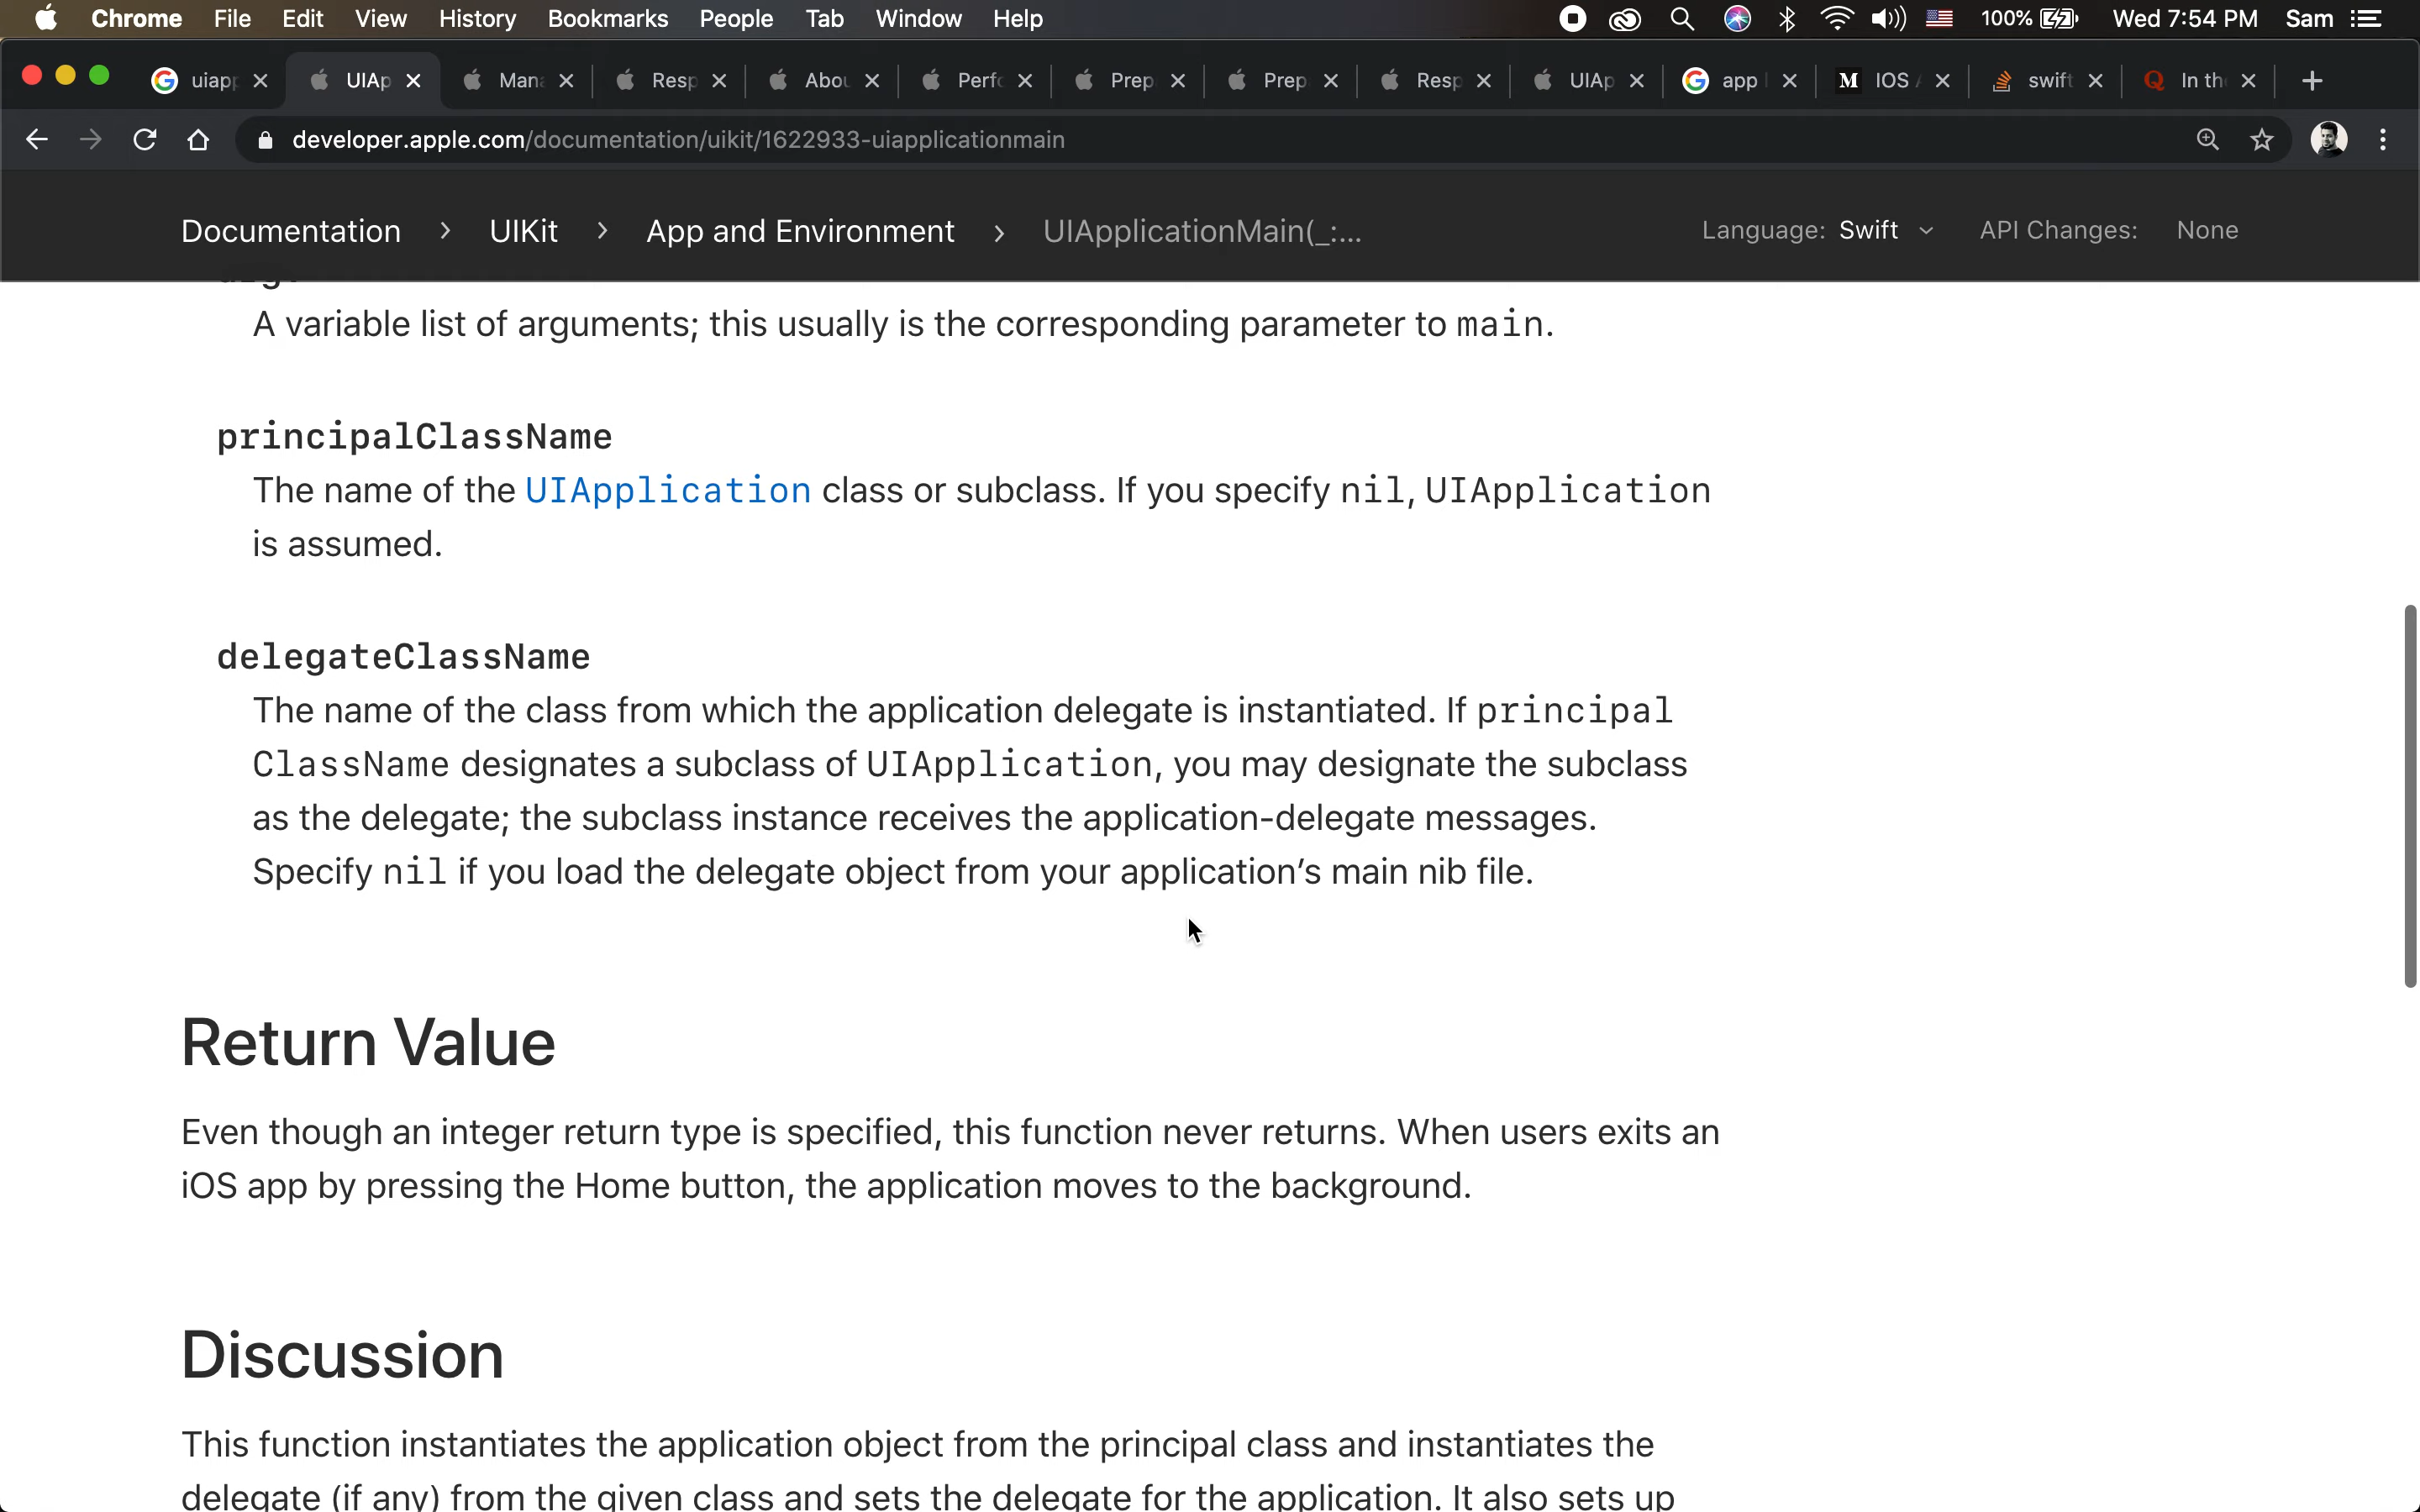 Chrome File Edit View History Bookmarks People Tab Window Help 100% Wed 7:54 PM Sam
uiapp UIAp Mana Resp Abou Perfo Prep Prep Resp UIAp app IOS swift In th
developer.apple.com/documentation/uikit/1622933-uiapplicationmain
Documentation > UIKit > App and Environment > UIApplicationMain(_:... Language: Swift API Changes: None
A variable list of arguments; this usually is the corresponding parameter to main.
principalClassName
The name of the UIApplication class or subclass. If you specify nil, UIApplication
is assumed.
delegateClassName
The name of the class from which the application delegate is instantiated. If principal
ClassName designates a subclass of UIApplication, you may designate the subclass
as the delegate; the subclass instance receives the application-delegate messages.
Specify nil if you load the delegate object from your application’s main nib file.
Return Value
Even though an integer return type is specified, this function never returns. When users exits an
iOS app by pressing the Home button, the application moves to the background.
Discussion
This function instantiates the application object from the principal class and instantiates the
delegate (if any) from the given class and sets the delegate for the application. It also sets up